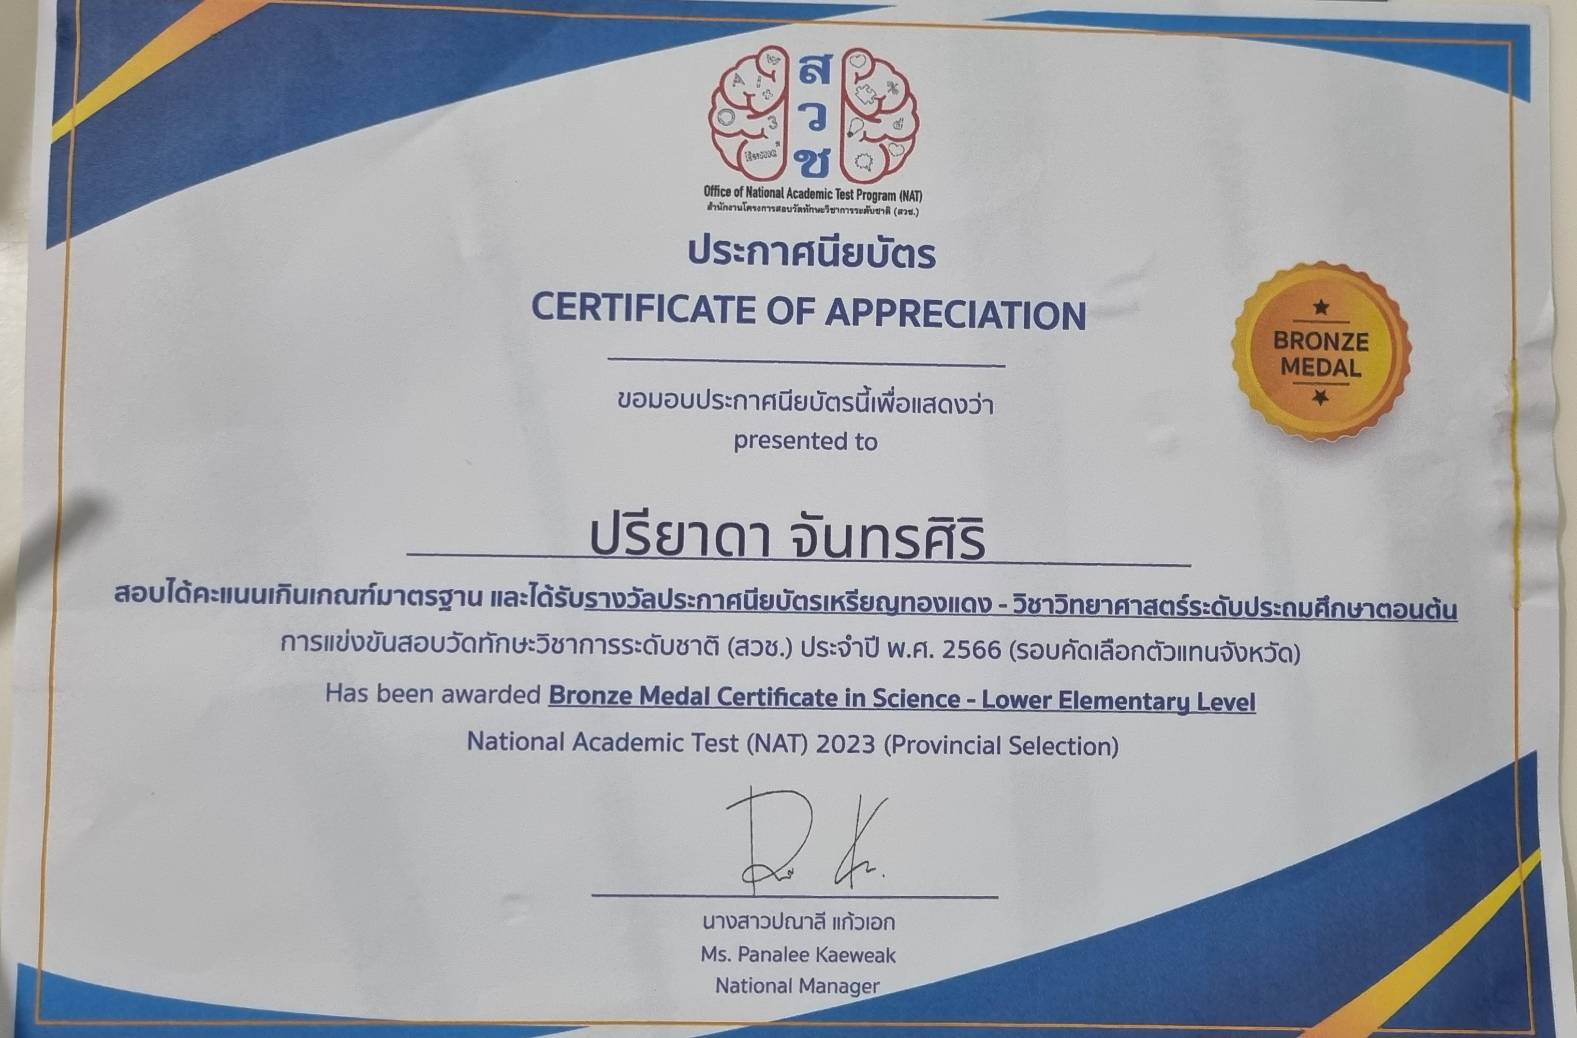 สวช
Office of National Academic Test Program (NAT)
สำนักงานโครงการสอบวัดทักษะวิชาการระดับชาติ (สวช.)
ประกาศนียบัตร
CERTIFICATE OF APPRECIATION
BRONZE
MEDAL
ขอมอบประกาศนียบัตรนี้เพื่อแสดงว่า
presented to
ปรียาดา จันทรศิริ
สอบได้คะแนนเกินเกณฑ์มาตรฐาน และได้รับรางวัลประกาศนียบัตรเหรียญทองแดง - วิชาวิทยาศาสตร์ระดับประถมศึกษาตอนต้น
การแข่งขันสอบวัดทักษะวิชาการระดับชาติ (สวช.) ประจำปี พ.ศ. 2566 (รอบคัดเลือกตัวแทนจังหวัด)
Has been awarded Bronze Medal Certificate in Science - Lower Elementary Level
National Academic Test (NAT) 2023 (Provincial Selection)
นางสาวปณาลี แก้วเอก
Ms. Panalee Kaeweak
National Manager